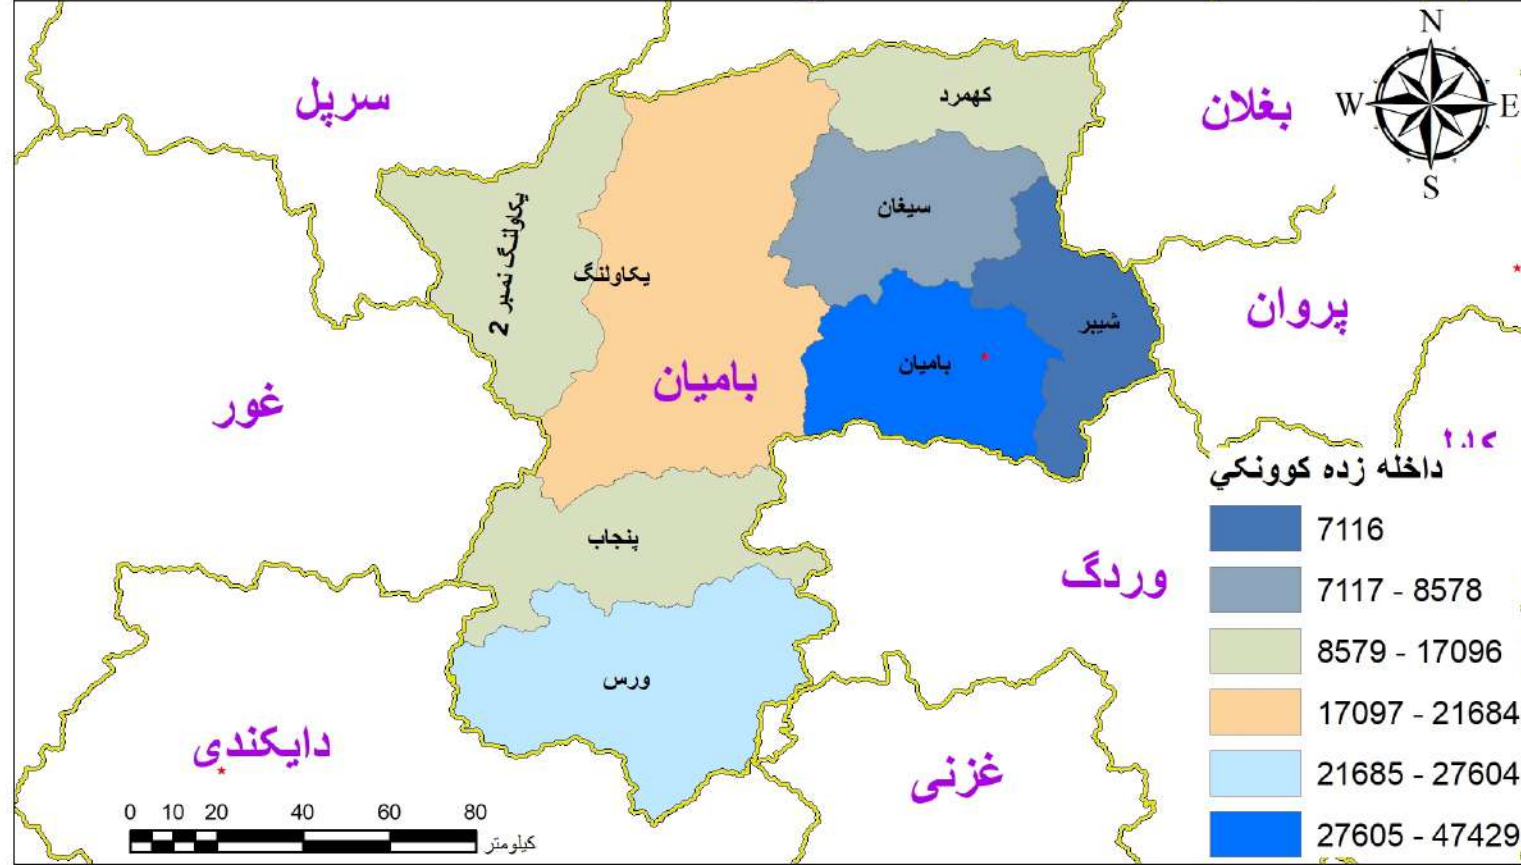 N
W
E
S
سرپل
بغلان
کهمرد
سیغان
یکاولنگ نمبر 2
یکاولنگ
پروان
شیبر
بامیان
بامیان
غور
داخله زده کوونکي
7116
7117 - 8578
8579 - 17096
17097 - 21684
21685 - 27604
27605 - 47429
پنجاب
وردگ
ورس
دایکندی
غزنی
0 10 20 40 60 80
کیلومتر